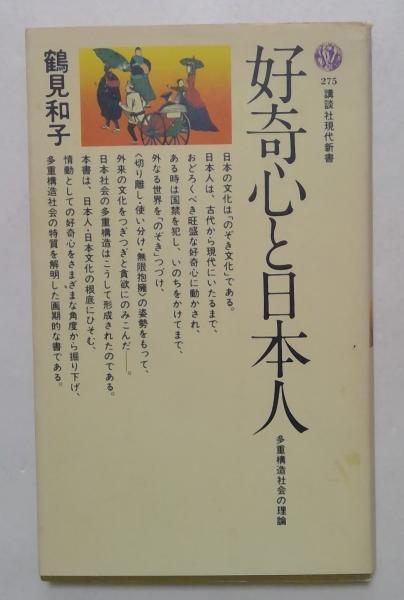 275
講談社現代新書
好奇心と日本人
多重構造社会の理論
鶴見和子
日本の文化は「のぞき文化」である。
日本人は、古代から現代にいたるまで、
おどろくべき旺盛な好奇心に動かされ、
ある時は国禁を犯し、いのちをかけてまで、
外なる世界を「のぞき」つづけ、
〈切り離し・使い分け・無限抱擁〉の姿勢をもって、
外来の文化をつぎつぎと貪欲にのみこんだ——。
日本社会の多重構造はこうして形成されたのである。
本書は、日本人・日本文化の根底にひそむ、
情動としての好奇心をさまざまな角度から掘り下げ、
多重構造社会の特質を解明した画期的な書である。